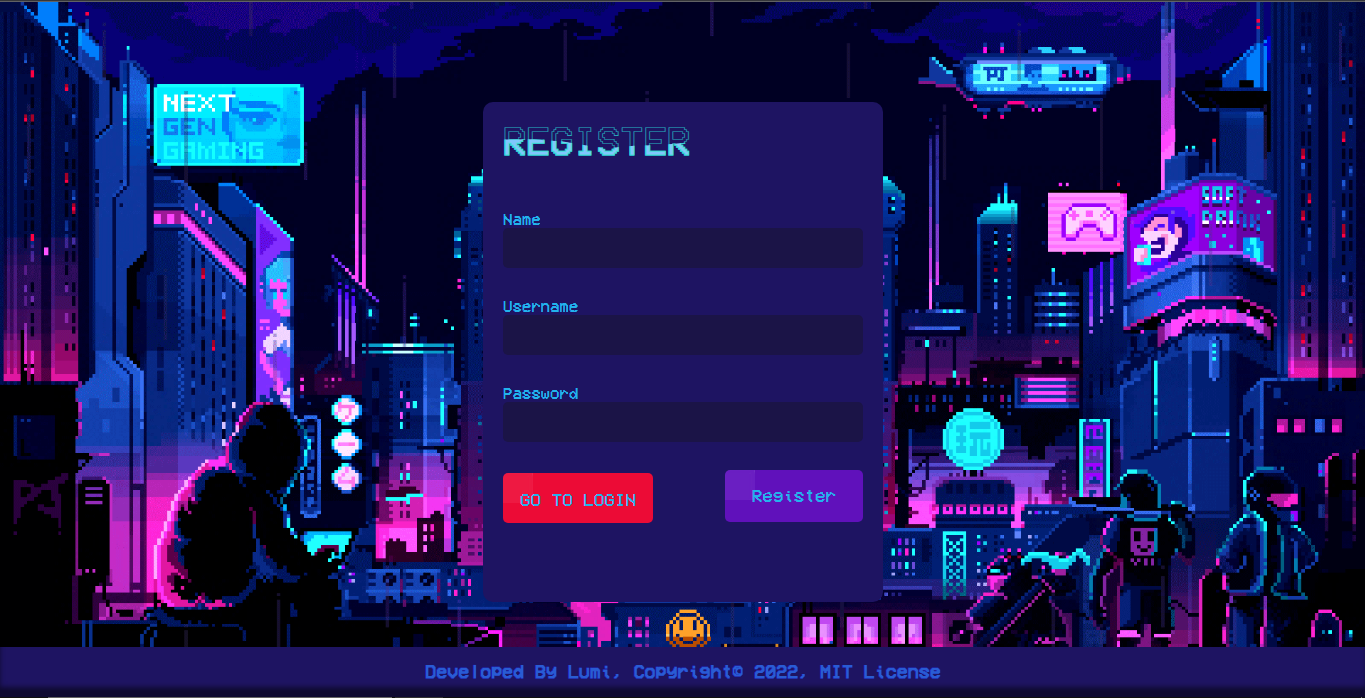 NEXT
GEN
GAMING
REGISTER
SOFT
DRINK
Name
Username
Password
GO TO LOGIN
Register
Developed By Lumi, Copyright© 2022, MIT License